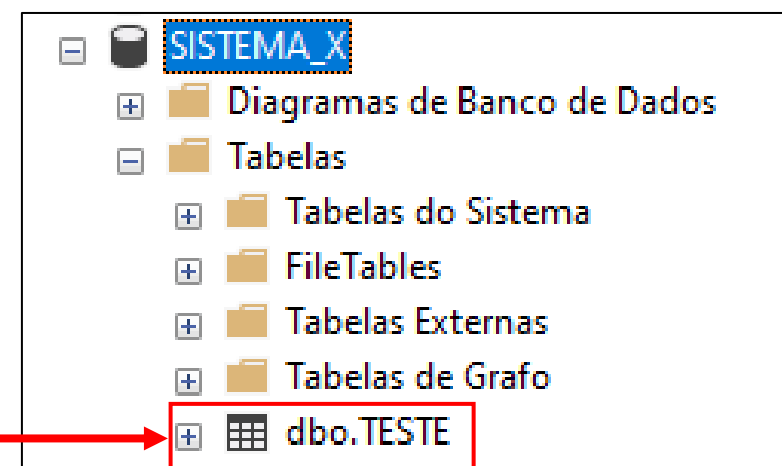 SISTEMA_X
Diagramas de Banco de Dados
Tabelas
Tabelas do Sistema
FileTables
Tabelas Externas
Tabelas de Grafo
dbo.TESTE